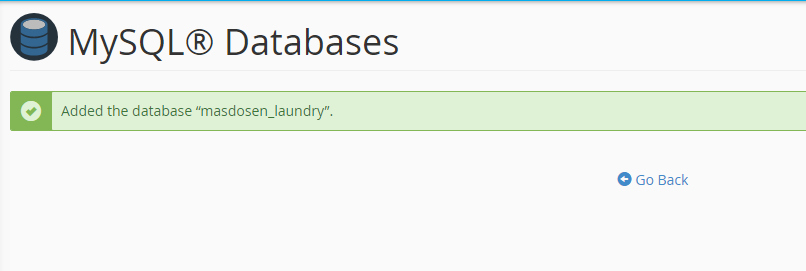 MySQL® Databases
Added the database “masdosen_laundry”.
Go Back